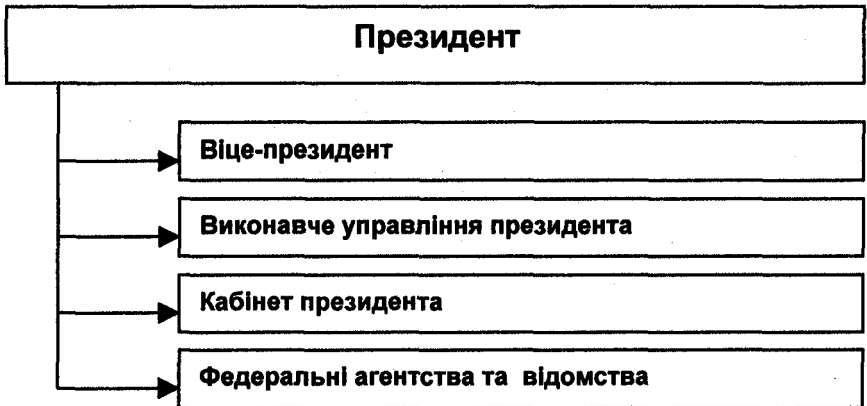 Президент
Віце-президент
Виконавче управління президента
Кабінет президента
Федеральні агентства та відомства